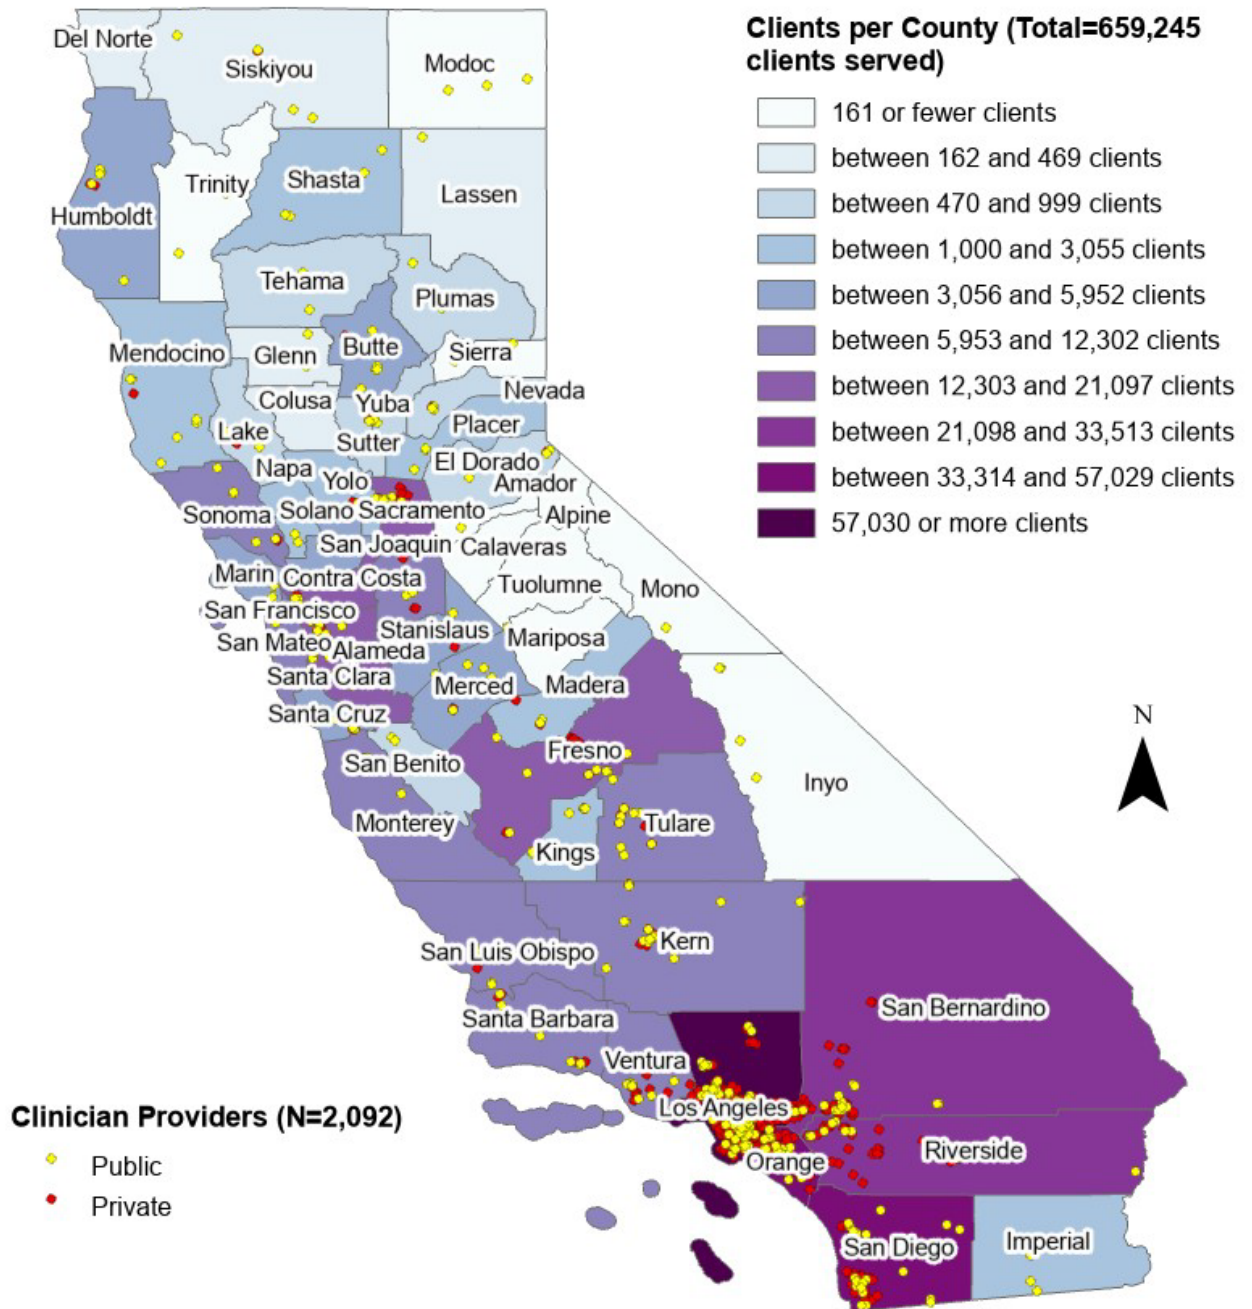 Clients per County (Total=659,245
clients served)
161 or fewer clients
between 162 and 469 clients
between 470 and 999 clients
between 1,000 and 3,055 clients
between 3,056 and 5,952 clients
between 5,953 and 12,302 clients
between 12,303 and 21,097 clients
between 21,098 and 33,513 cilents
between 33,314 and 57,029 clients
57,030 or more clients
Del Norte
Siskiyou
Modoc
Trinity
Shasta
Lassen
Humboldt
Tehama
Plumas
Mendocino
Glenn
Butte
Sierra
Nevada
Colusa
Yuba
Placer
Lake
Sutter
Napa
El Dorado
Yolo
Amador
Sonoma
Solano
Sacramento
Alpine
San Joaquin
Calaveras
Marin
Contra Costa
Tuolumne
Mono
San Francisco
Stanislaus
Mariposa
San Mateo
Alameda
Santa Clara
Merced
Madera
Santa Cruz
N
Fresno
San Benito
Inyo
Monterey
Tulare
Kings
San Luis Obispo
Kern
San Bernardino
Santa Barbara
Ventura
Los Angeles
Orange
Riverside
San Diego
Imperial
Clinician Providers (N=2,092)
Public
Private